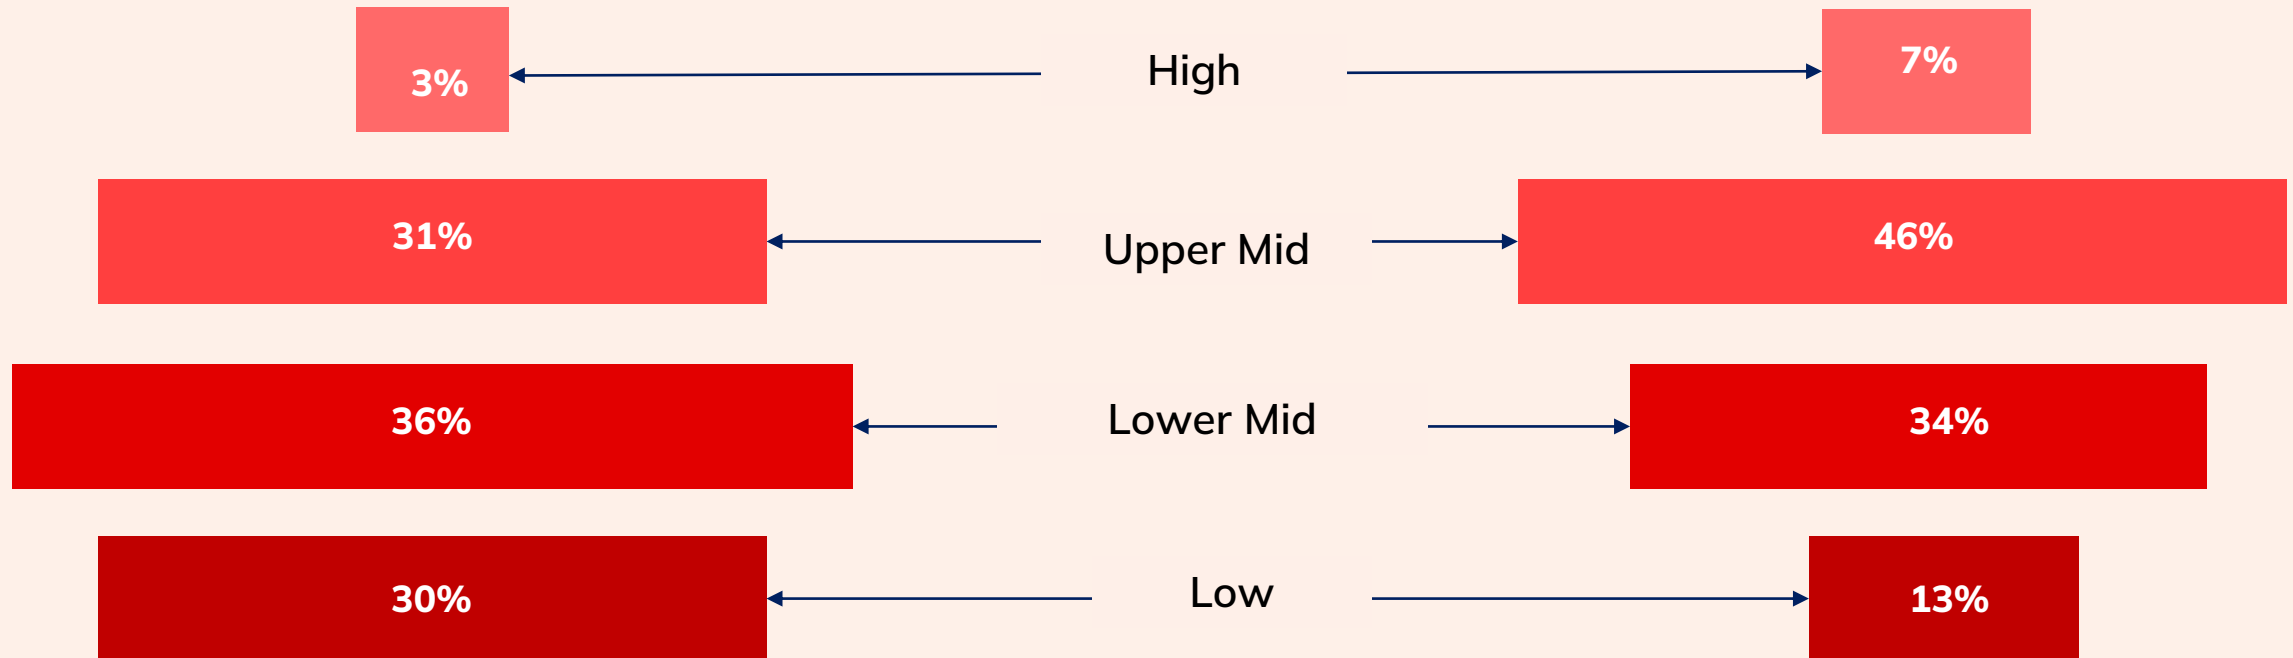 3% High 7%
31% Upper Mid 46%
36% Lower Mid 34%
30% Low 13%